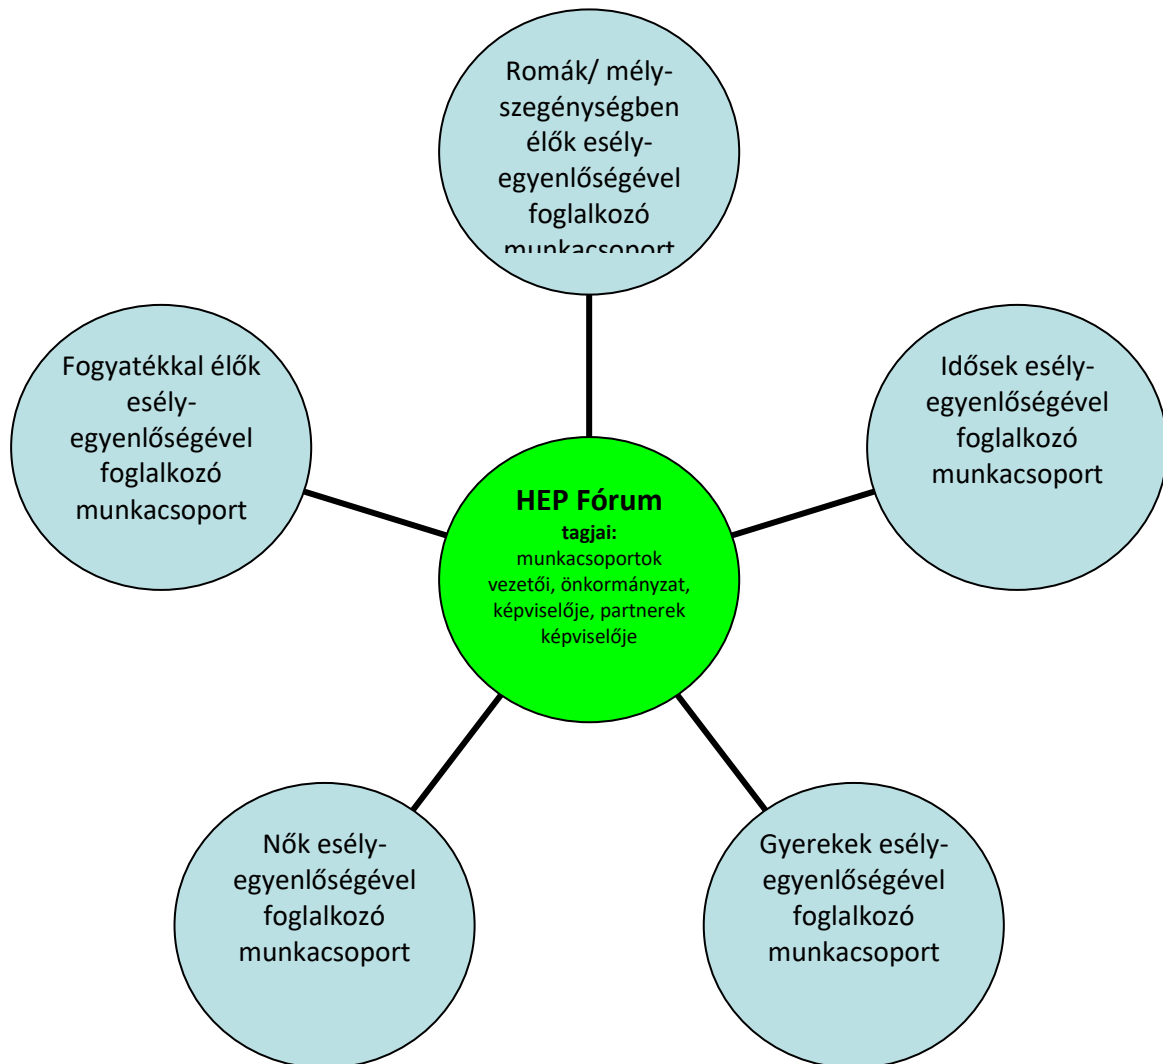 Romák/ mély-
szegénységben
élők esély-
egyenlőségével
foglalkozó
munkacsoport
Fogyatékkal élők
esély-
egyenlőségével
foglalkozó
munkacsoport
Idősek esély-
egyenlőségével
foglalkozó
munkacsoport
HEP Fórum
tagjai:
munkacsoportok
vezetői, önkormányzat,
képviselője, partnerek
képviselője
Nők esély-
egyenlőségével
foglalkozó
munkacsoport
Gyerekek esély-
egyenlőségével
foglalkozó
munkacsoport